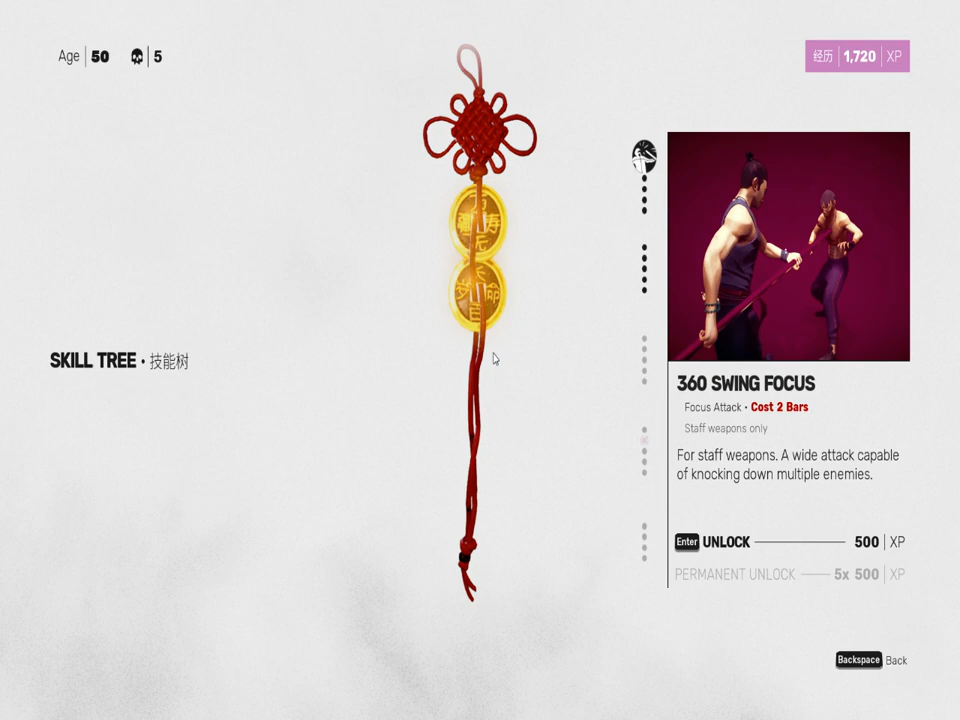 Age 50 5
经历 1,720 XP
SKILL TREE • 技能树
360 SWING FOCUS
Focus Attack • Cost 2 Bars
Staff weapons only
For staff weapons. A wide attack capable
of knocking down multiple enemies.
Enter UNLOCK 500 XP
PERMANENT UNLOCK 5x 500 XP
Backspace Back